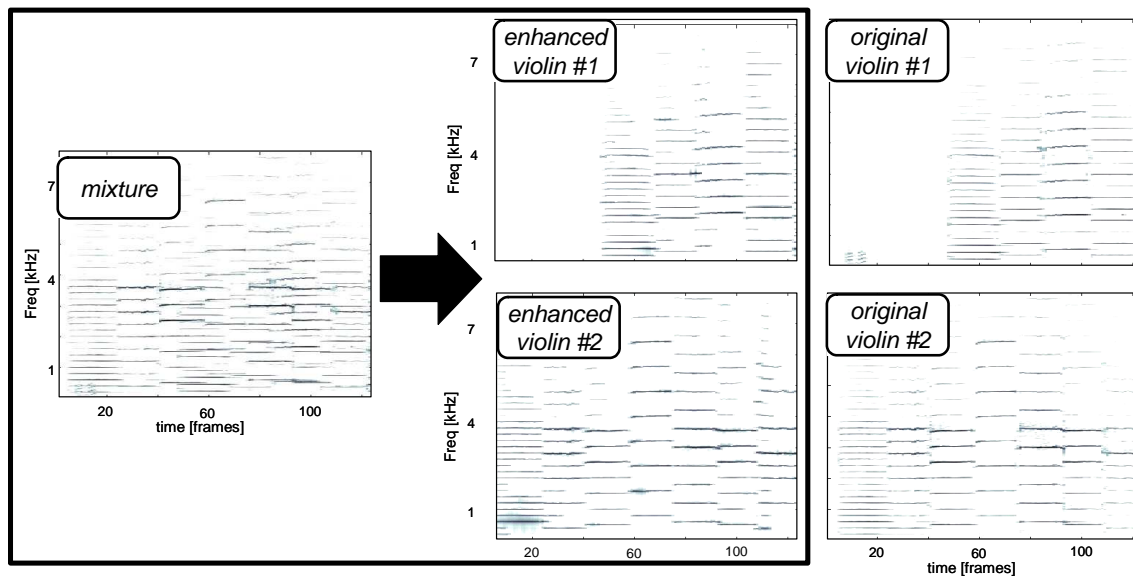 enhanced
violin #1
7
4
1
Freq [kHz]
original
violin #1
mixture
7
4
1
Freq [kHz]
20
60
100
time [frames]
enhanced
violin #2
7
4
1
Freq [kHz]
20
60
100
original
violin #2
20
60
100
time [frames]